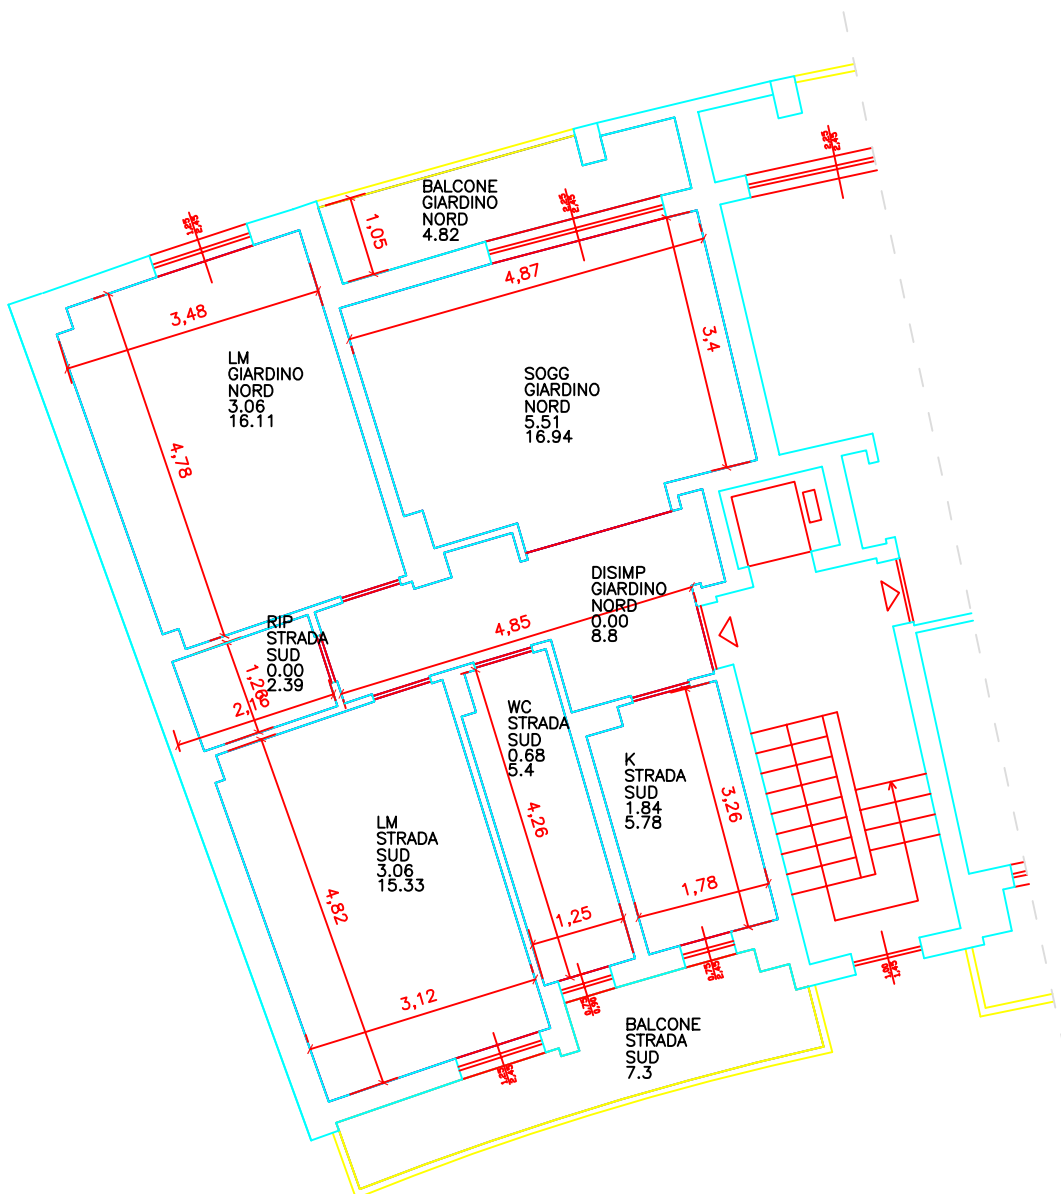 BALCONE
GIARDINO
NORD
4.82
1,05
4,87
3,48
3,4
LM
GIARDINO
NORD
3.06
16.11
SOGG
GIARDINO
NORD
5.51
16.94
4,78
DISIMP
GIARDINO
NORD
0.00
8.8
4,85
RIP
STRADA
SUD
0.00
2.39
1,26
WC
STRADA
SUD
0.68
5.4
K
STRADA
SUD
1.84
5.78
3,26
4,26
LM
STRADA
SUD
3.06
15.33
4,82
1,78
1,25
3,12
BALCONE
STRADA
SUD
7.3